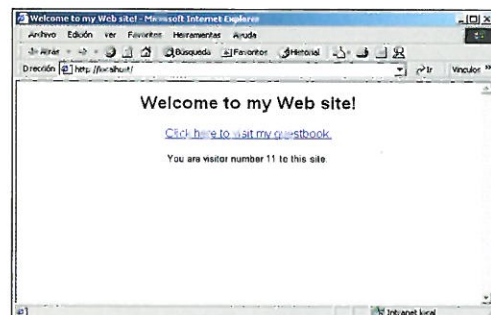 Welcome to my Web site! - Microsoft Internet Explorer
Archivo Edición Ver Favoritos Herramientas Ayuda
Atrás Búsqueda Favoritos Historial
Dirección http://localhost/ Ir Vínculos »
Welcome to my Web site!
Click here to visit my guestbook.
You are visitor number 11 to this site.
Intranet local